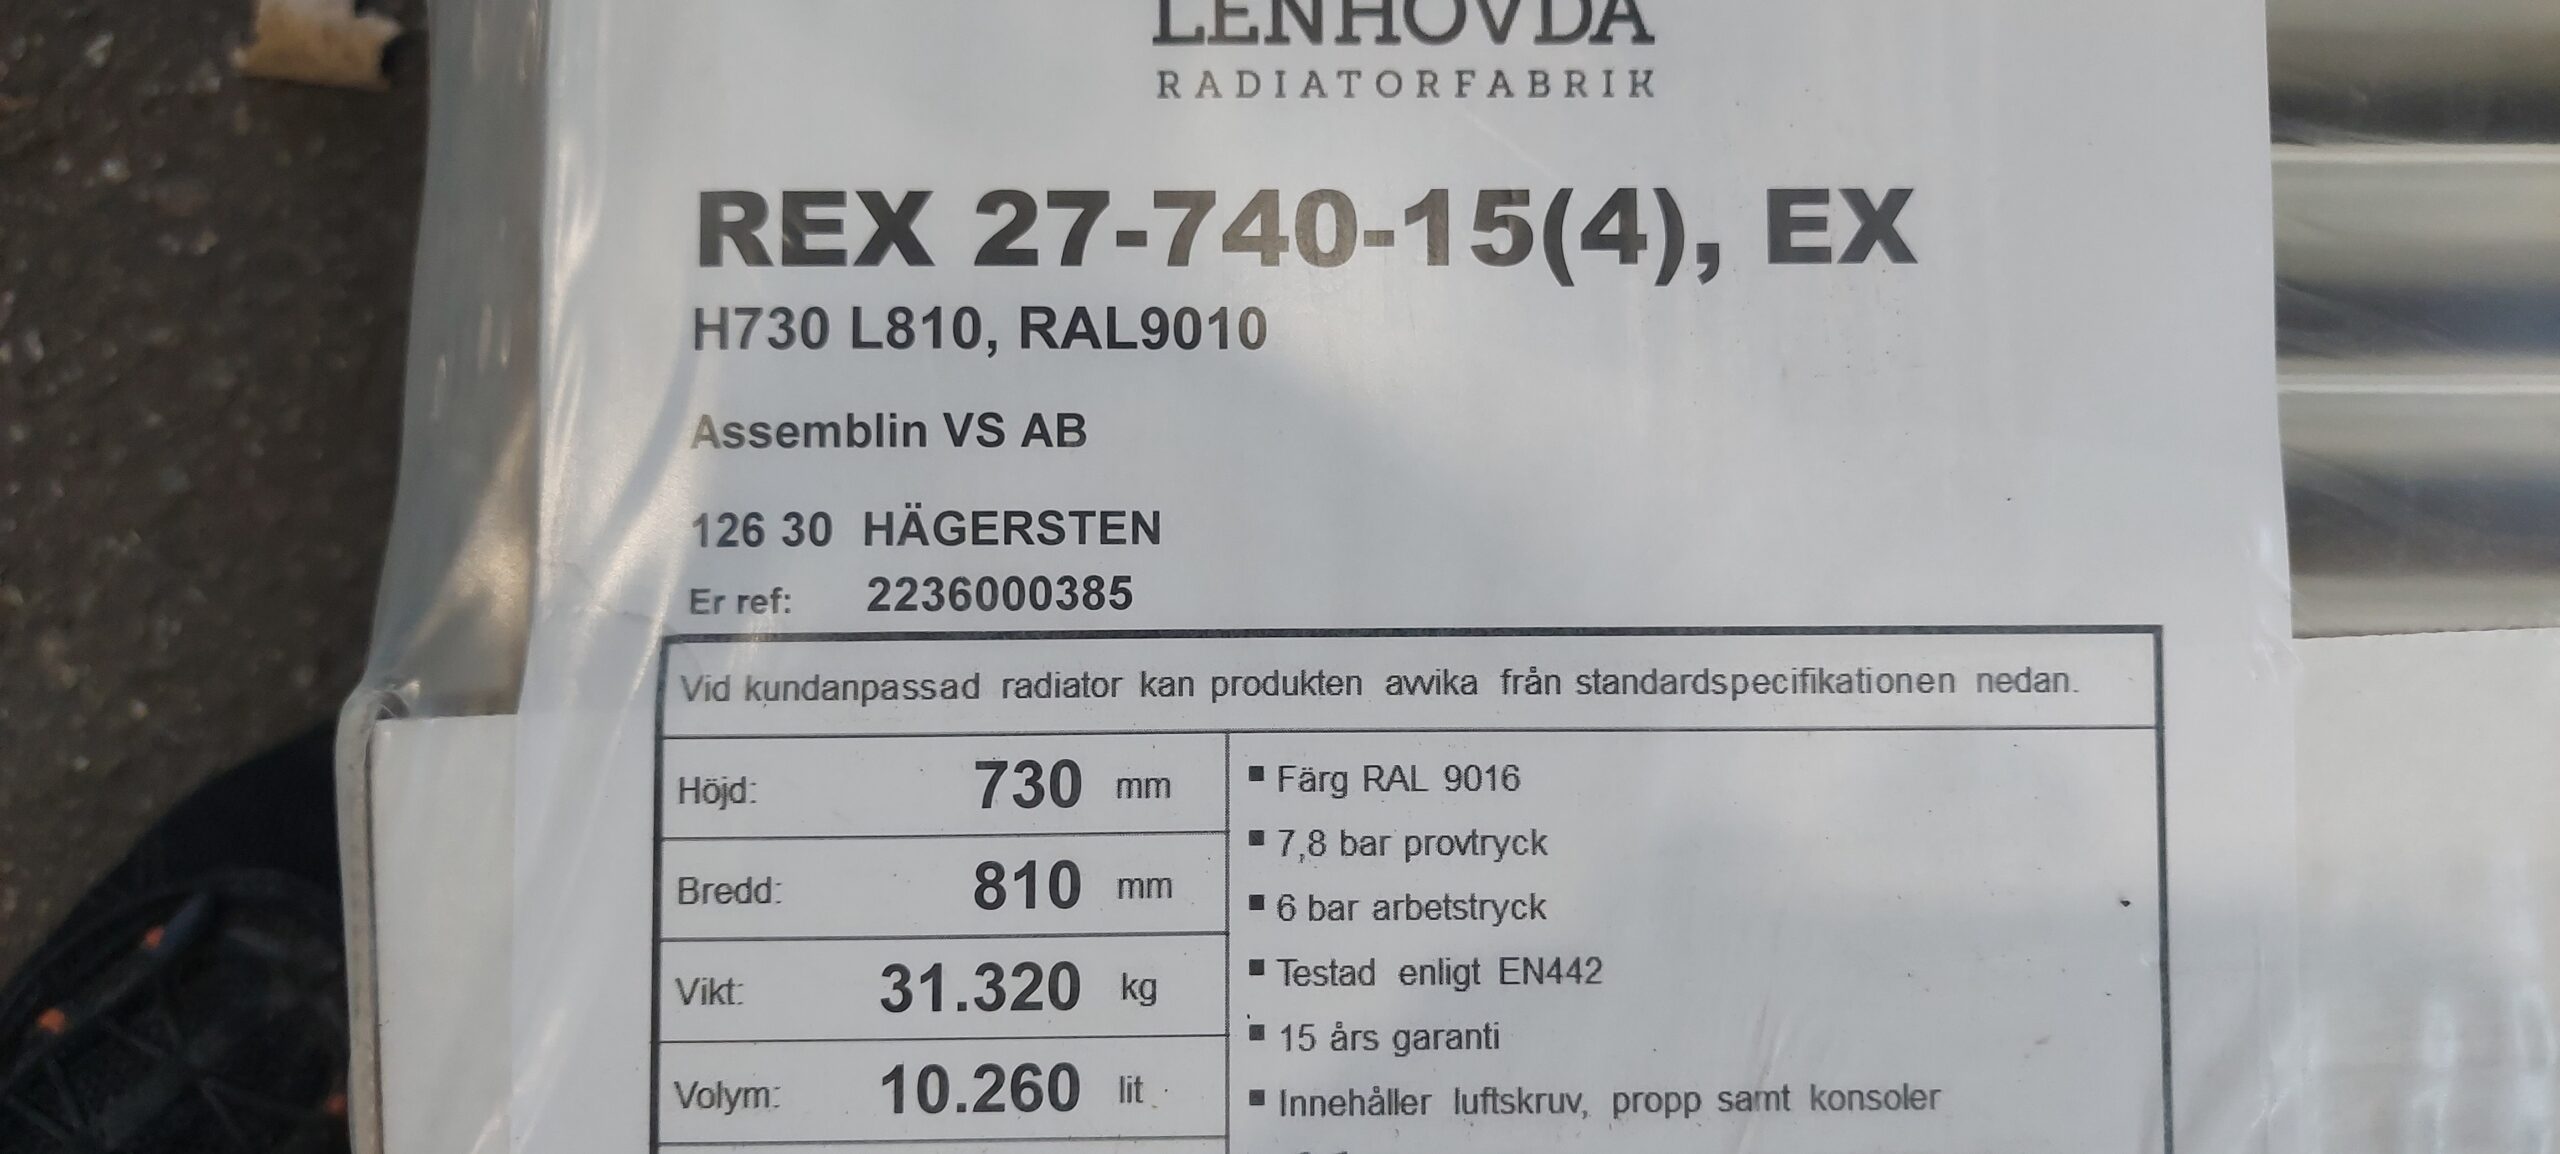 LENHOVDA
RADIATORFABRIK
REX 27-740-15(4), EX
H730 L810, RAL9010
Assemblin VS AB
126 30 HÄGERSTEN
Er ref: 2236000385
Vid kundanpassad radiator kan produkten avvika från standardspecifikationen nedan.
Höjd: 730 mm
Bredd: 810 mm
Vikt: 31.320 kg
Volym: 10.260 lit
▪ Färg RAL 9016
▪ 7,8 bar provtryck
▪ 6 bar arbetstryck
▪ Testad enligt EN442
▪ 15 års garanti
▪ Innehåller luftskruv, propp samt konsoler